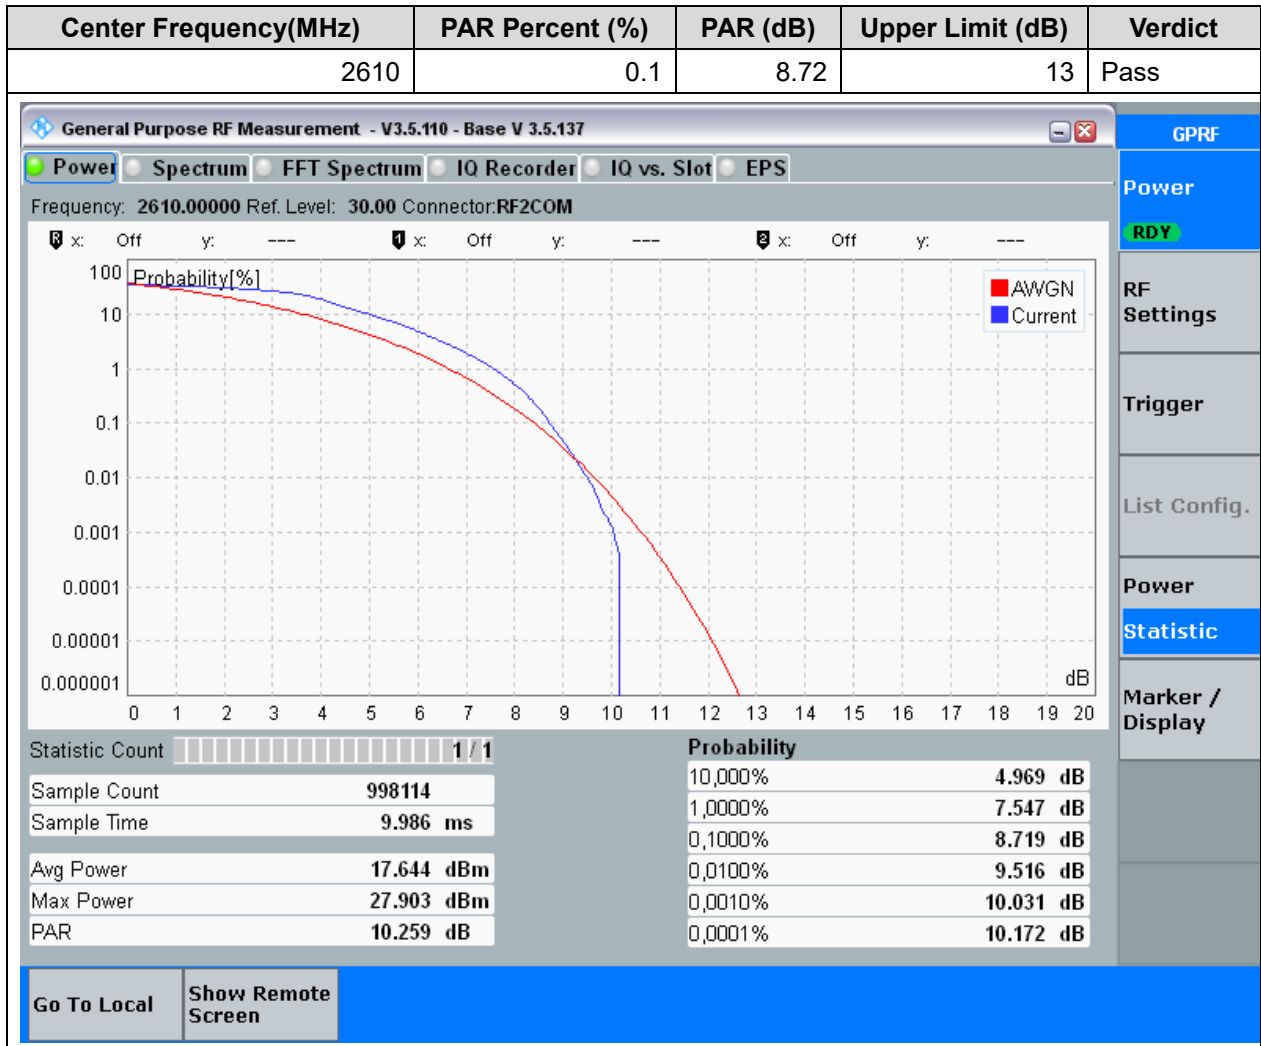 Center Frequency(MHz) PAR Percent (%) PAR (dB) Upper Limit (dB) Verdict
2610 0.1 8.72 13 Pass
General Purpose RF Measurement - V3.5.110 - Base V 3.5.137
GPRF
Power Spectrum FFT Spectrum IQ Recorder IQ vs. Slot EPS
Power
RDY
Frequency: 2610.00000 Ref. Level: 30.00 Connector:RF2COM
R x: Off y: --- 1 x: Off y: --- 2 x: Off y: ---
Probability[%]
AWGN
Current
100
10
1
0.1
0.01
0.001
0.0001
0.00001
0.000001
dB
0 1 2 3 4 5 6 7 8 9 10 11 12 13 14 15 16 17 18 19 20
RF
Settings
Trigger
List Config.
Power
Statistic
Marker /
Display
Statistic Count 1 / 1
Sample Count 998114
Sample Time 9.986 ms
Avg Power 17.644 dBm
Max Power 27.903 dBm
PAR 10.259 dB
Probability
10,000% 4.969 dB
1,0000% 7.547 dB
0,1000% 8.719 dB
0,0100% 9.516 dB
0,0010% 10.031 dB
0,0001% 10.172 dB
Go To Local
Show Remote
Screen